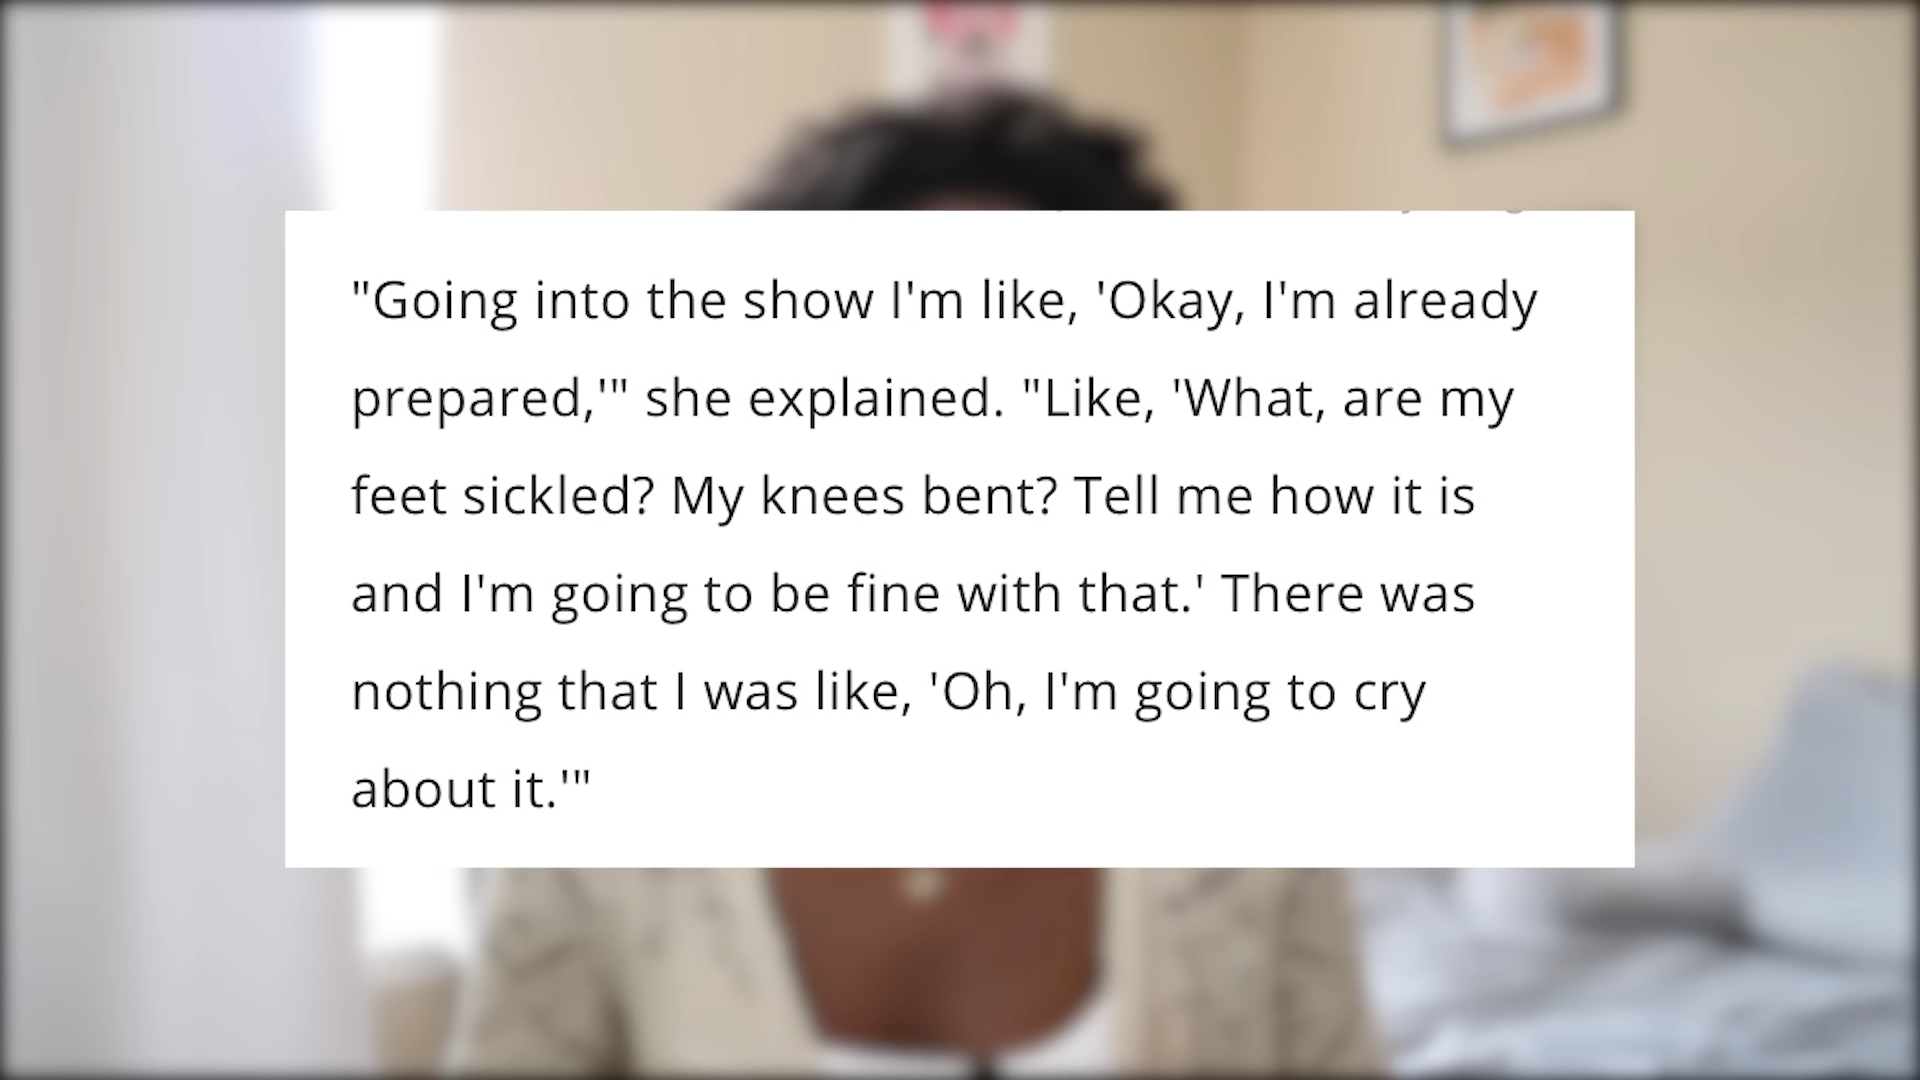 "Going into the show I'm like, 'Okay, I'm already
prepared,'" she explained. "Like, 'What, are my
feet sickled? My knees bent? Tell me how it is
and I'm going to be fine with that.' There was
nothing that I was like, 'Oh, I'm going to cry
about it.'"